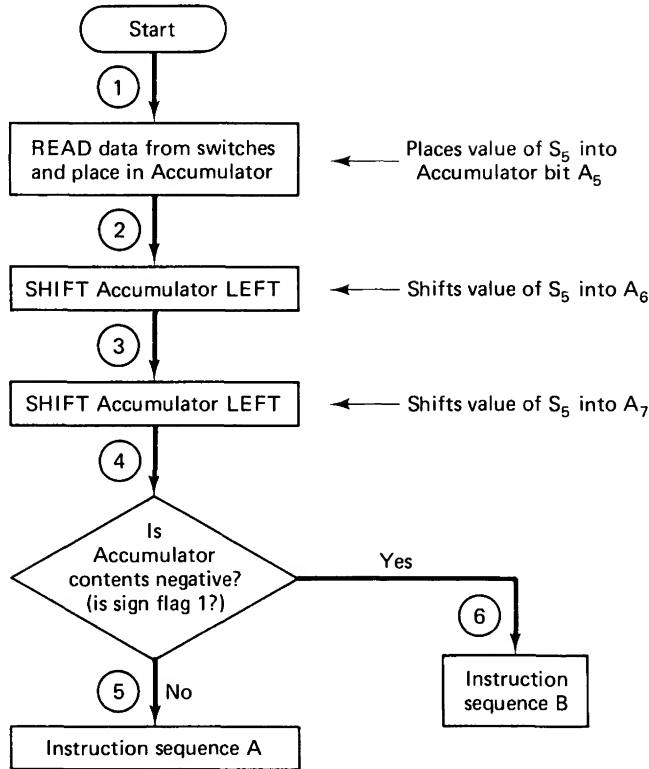 Start
1
READ data from switches
and place in Accumulator
Places value of S₅ into
Accumulator bit A₅
2
SHIFT Accumulator LEFT
Shifts value of S₅ into A₆
3
SHIFT Accumulator LEFT
Shifts value of S₅ into A₇
4
Is
Accumulator
contents negative?
(is sign flag 1?)
Yes
6
Instruction
sequence B
5
No
Instruction sequence A